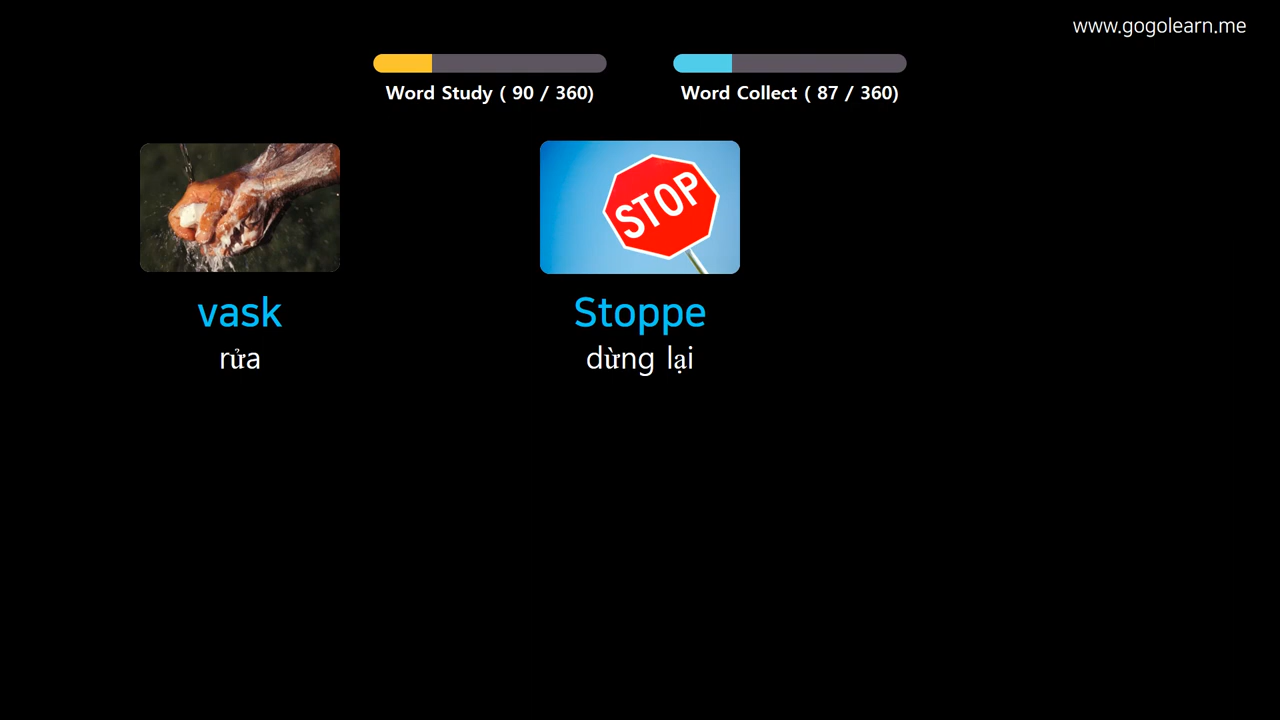 www.gogolearn.me
Word Study ( 90 / 360)
Word Collect ( 87 / 360)
STOP
vask
Stoppe
rửa
dừng lại